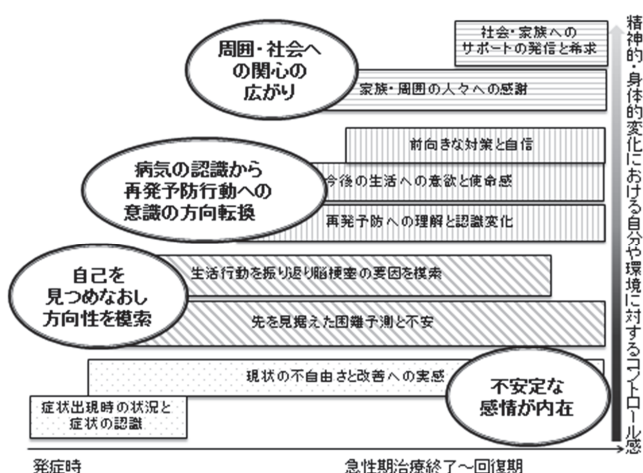 社会・家族への
サポートの発信と希求
周囲・社会へ
の関心の
広がり
家族・周囲の人々への感謝
前向きな対策と自信
病気の認識から
再発予防行動への
意識の方向転換
今後の生活への意欲と使命感
再発予防への理解と認識変化
自己を
見つめなおし
方向性を模索
生活行動を振り返り脳梗塞の要因を模索
先を見据えた困難予測と不安
現状の不自由さと改善への実感
不安定な
感情が内在
症状出現時の状況と
症状の認識
発症時
急性期治療終了～回復期
精神的・身体的変化における自分や環境に対するコントロール感